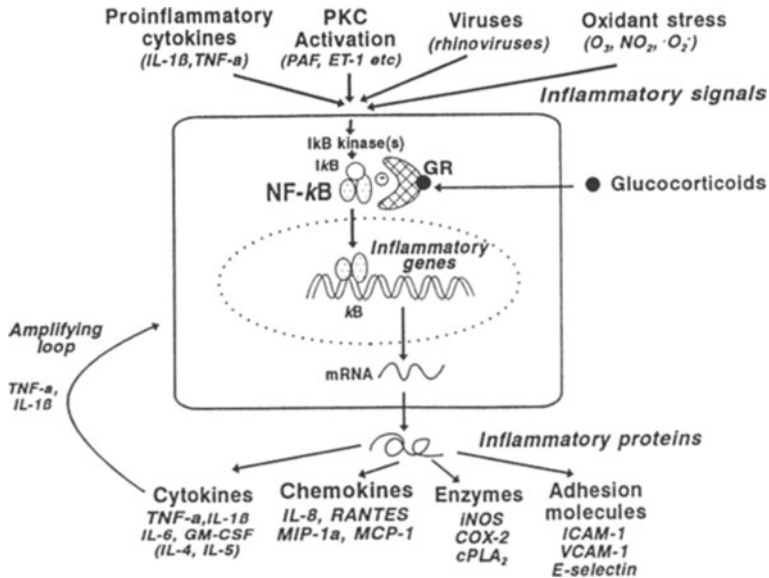 Proinflammatory
cytokines
(IL-1ß,TNF-a)
PKC
Activation
(PAF, ET-1 etc)
Viruses
(rhinoviruses)
Oxidant stress
(O₃, NO₂, ·O₂⁻)
Inflammatory signals
IkB kinase(s)
IkB
GR
NF-kB
Glucocorticoids
Inflammatory
genes
kB
Amplifying
loop
TNF-a,
IL-1ß
mRNA
Inflammatory proteins
Cytokines
TNF-a,IL-1ß
IL-6, GM-CSF
(IL-4, IL-5)
Chemokines
IL-8, RANTES
MIP-1a, MCP-1
Enzymes
iNOS
COX-2
cPLA₂
Adhesion
molecules
ICAM-1
VCAM-1
E-selectin